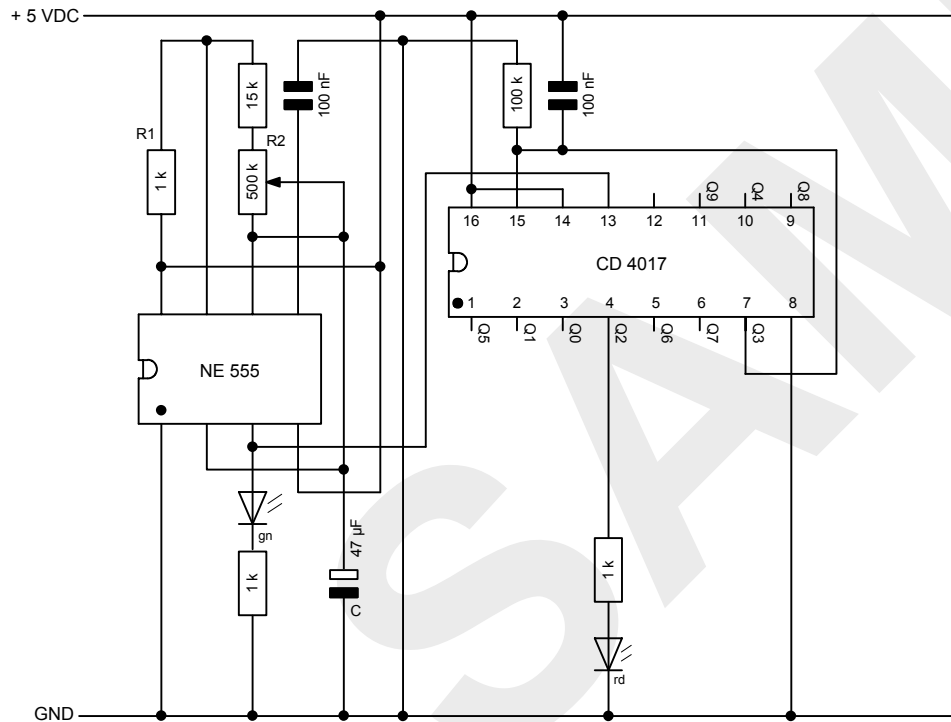 + 5 VDC
15 k
100 nF
100 k
100 nF
R1
R2
1 k
500 k
Q9
Q4
Q8
16 15 14 13 12 11 10 9
CD 4017
1 2 3 4 5 6 7 8
Q5 Q1 Q0 Q2 Q6 Q7 Q3
NE 555
gn
47 µF
1 k
C
1 k
rd
GND
SAM